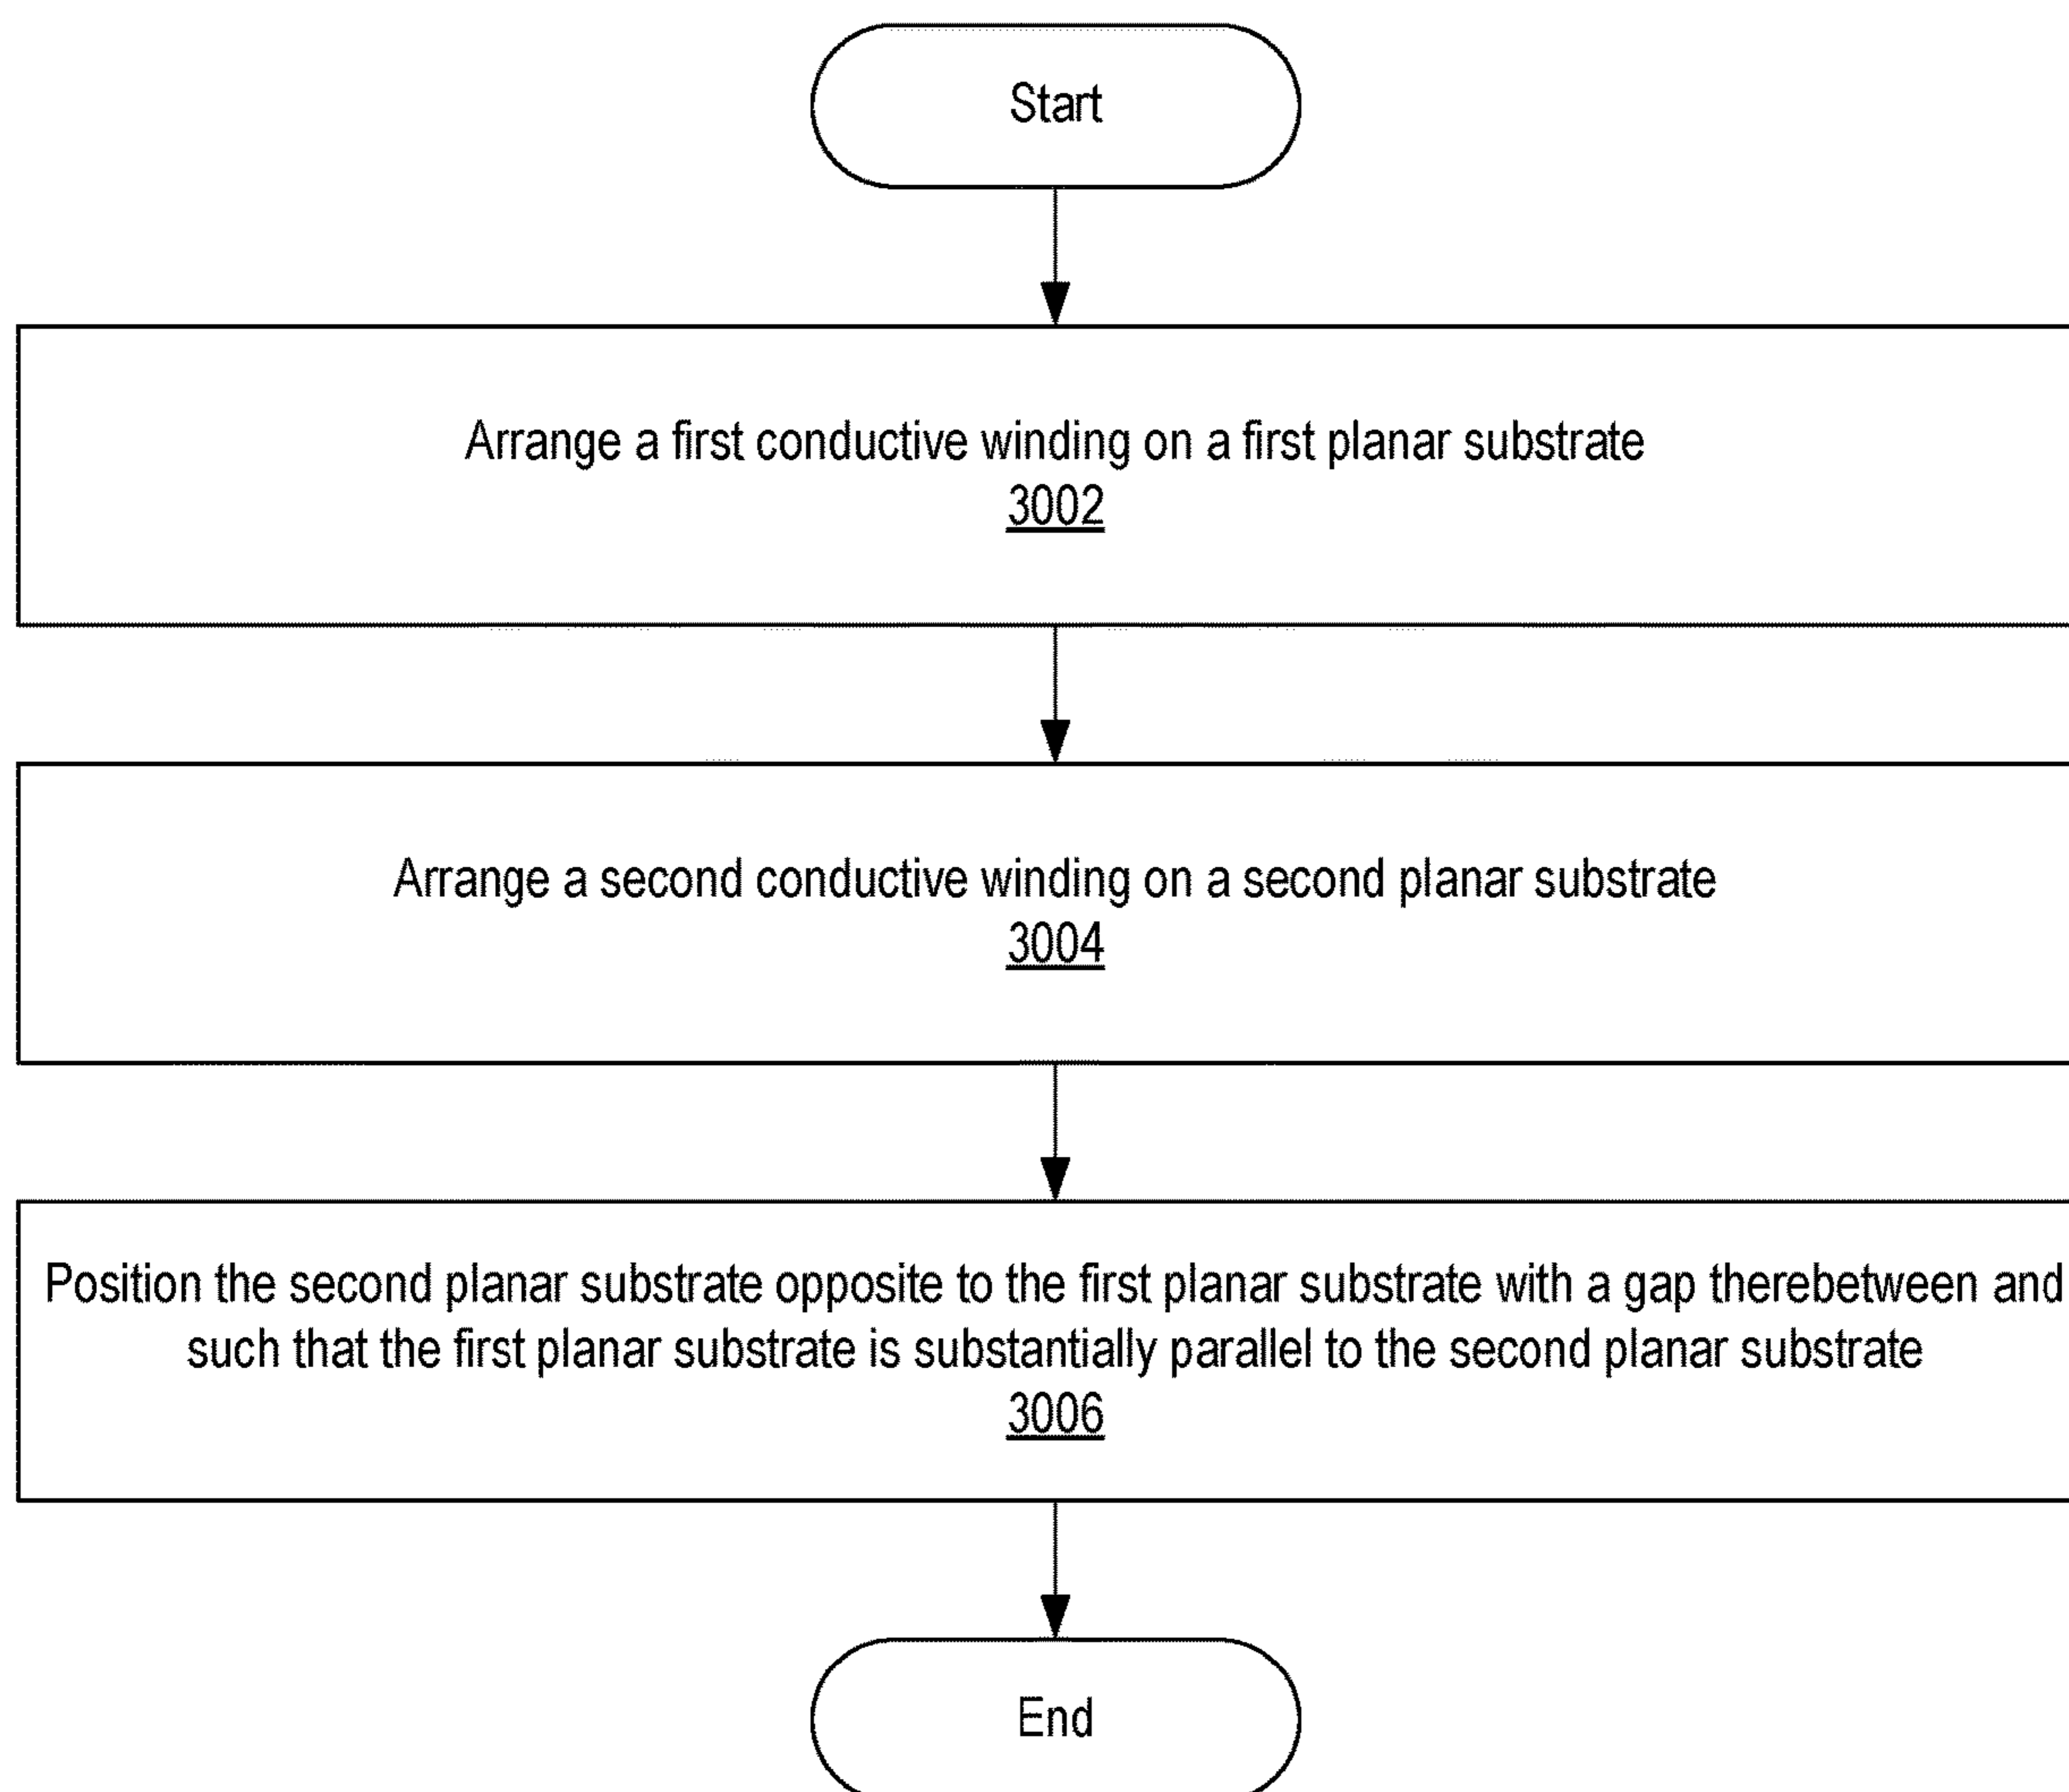 Start
Arrange a first conductive winding on a first planar substrate
3002
Arrange a second conductive winding on a second planar substrate
3004
Position the second planar substrate opposite to the first planar substrate with a gap therebetween and
such that the first planar substrate is substantially parallel to the second planar substrate
3006
End